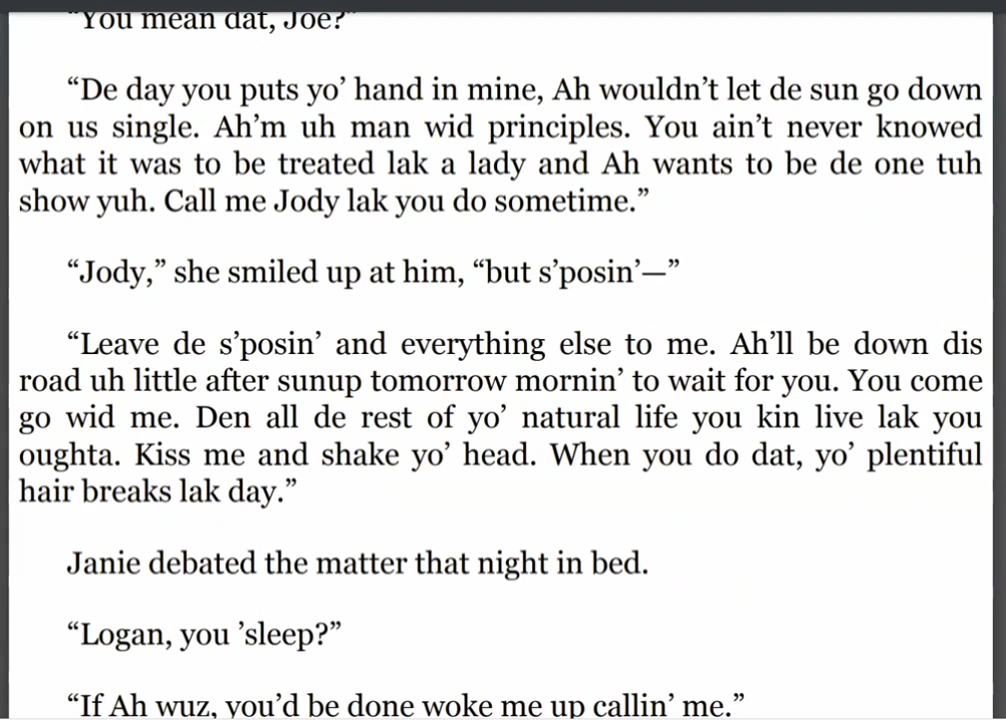 “You mean dat, Joe?”
“De day you puts yo’ hand in mine, Ah wouldn’t let de sun go down
on us single. Ah’m uh man wid principles. You ain’t never knowed
what it was to be treated lak a lady and Ah wants to be de one tuh
show yuh. Call me Jody lak you do sometime.”
“Jody,” she smiled up at him, “but s’posin’—”
“Leave de s’posin’ and everything else to me. Ah’ll be down dis
road uh little after sunup tomorrow mornin’ to wait for you. You come
go wid me. Den all de rest of yo’ natural life you kin live lak you
oughta. Kiss me and shake yo’ head. When you do dat, yo’ plentiful
hair breaks lak day.”
Janie debated the matter that night in bed.
“Logan, you ’sleep?”
“If Ah wuz, you’d be done woke me up callin’ me.”